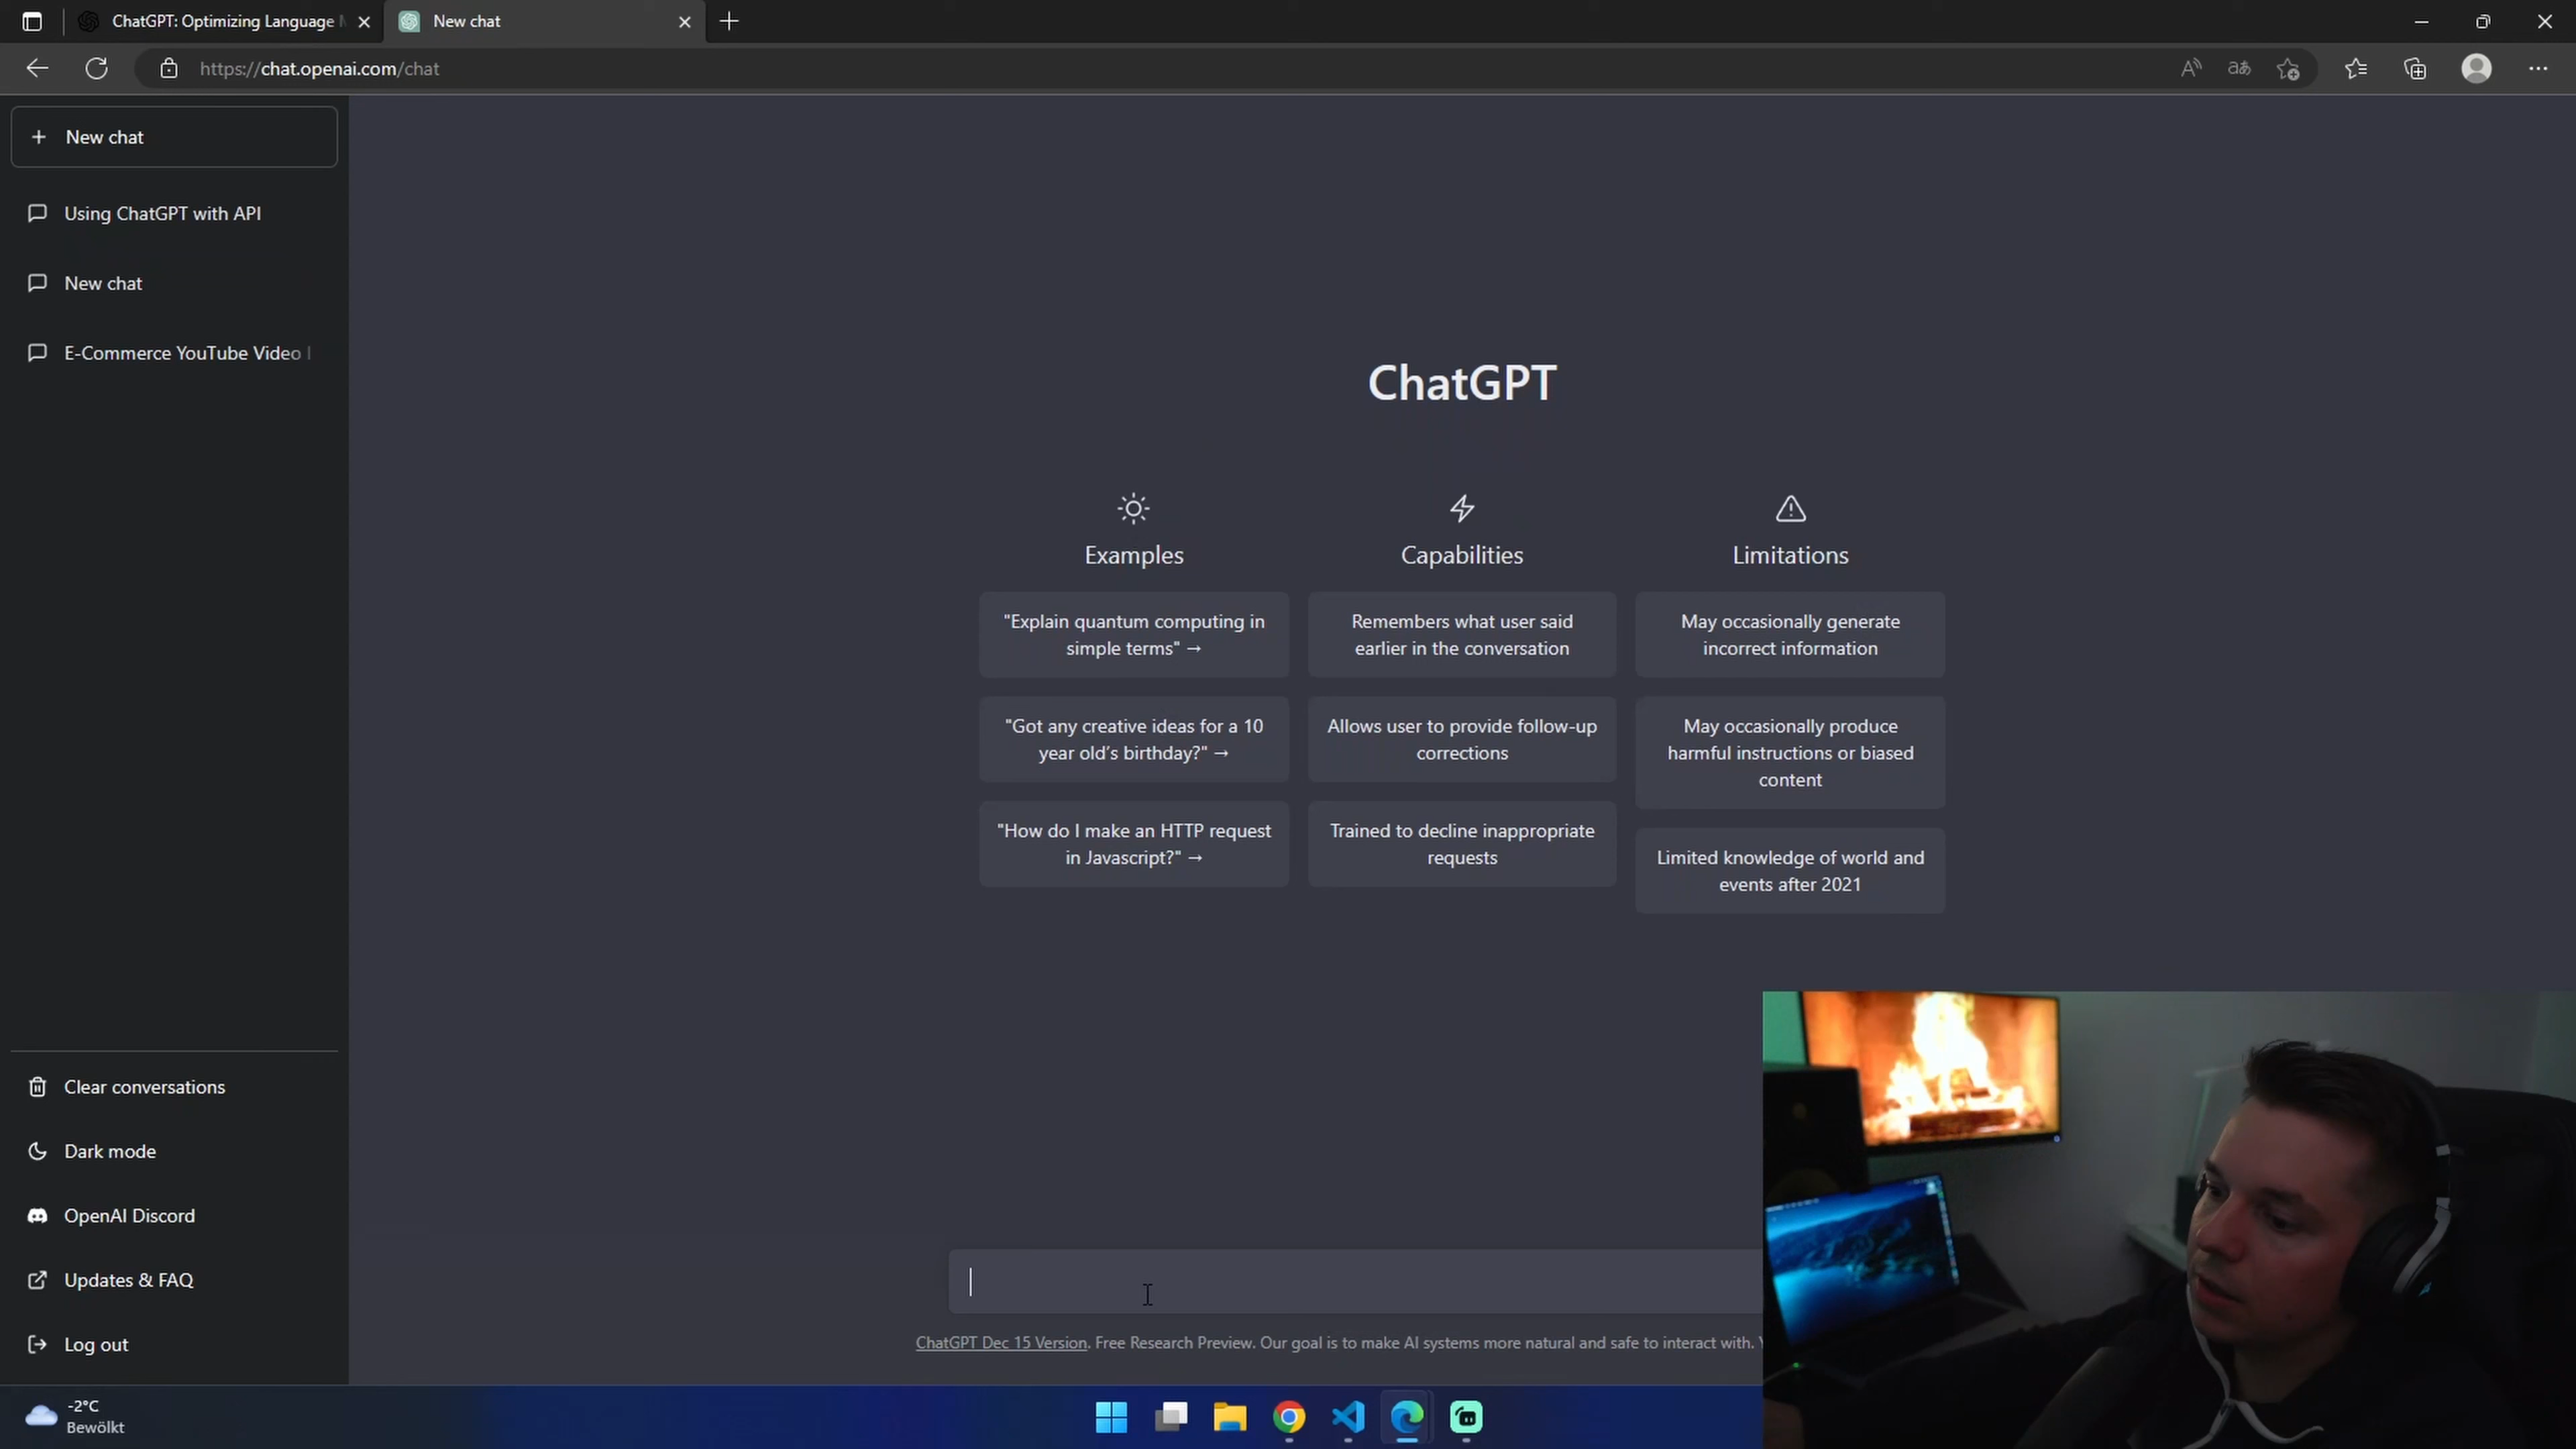 ChatGPT: Optimizing Language
New chat
https://chat.openai.com/chat
New chat
Using ChatGPT with API
New chat
E-Commerce YouTube Video
Clear conversations
Dark mode
OpenAI Discord
Updates & FAQ
Log out
ChatGPT
Examples
"Explain quantum computing in
simple terms" →
"Got any creative ideas for a 10
year old's birthday?" →
"How do I make an HTTP request
in Javascript?" →
Capabilities
Remembers what user said
earlier in the conversation
Allows user to provide follow-up
corrections
Trained to decline inappropriate
requests
Limitations
May occasionally generate
incorrect information
May occasionally produce
harmful instructions or biased
content
Limited knowledge of world and
events after 2021
ChatGPT Dec 15 Version. Free Research Preview. Our goal is to make AI systems more natural and safe to interact with.
-2°C
Bewölkt